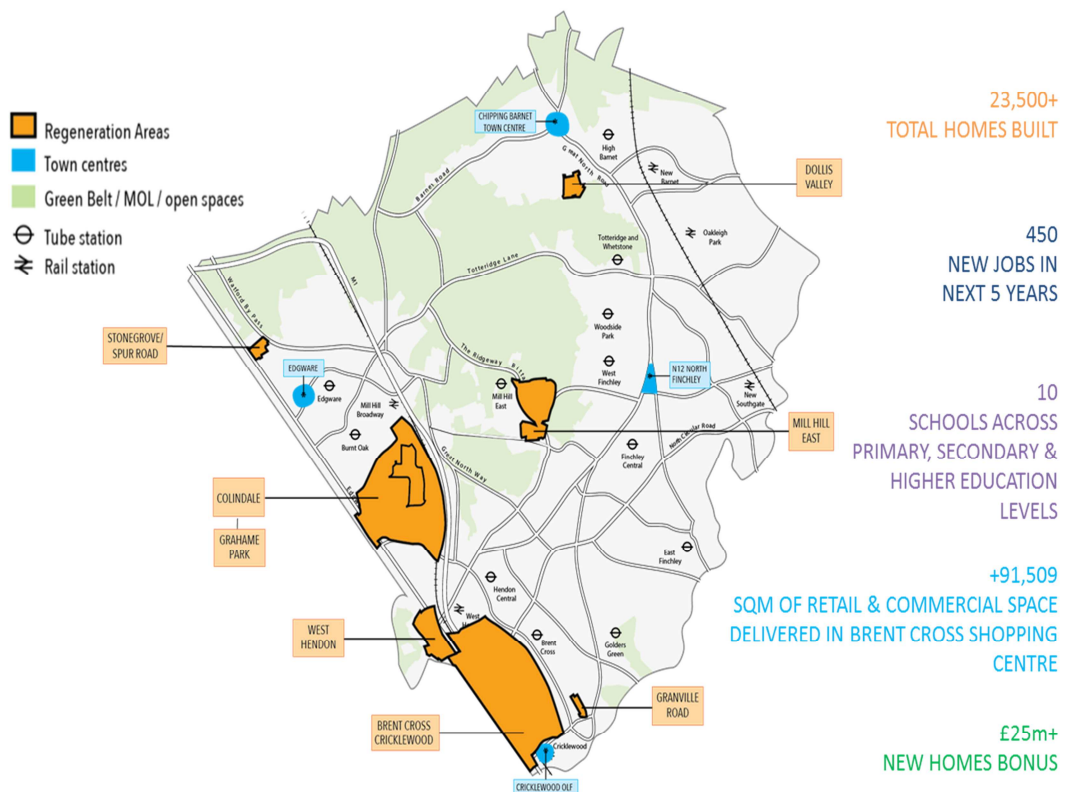 Regeneration Areas
Town centres
Green Belt / MOL / open spaces
Tube station
Rail station
CHIPPING BARNET
TOWN CENTRE
High
Barnet
Great North Road
New
Barnet
Barnet Road
DOLLIS
VALLEY
Totteridge and
Whetstone
Oakleigh
Park
Totteridge Lane
M1
Watford By Pass
STONEGROVE/
SPUR ROAD
EDGWARE
Edgware
Mill Hill
Broadway
Burnt Oak
The Ridgeway
Mill Hill
East
Woodside
Park
West
Finchley
N12 NORTH
FINCHLEY
New
Southgate
North Circular Road
MILL HILL
EAST
Finchley
Central
Great North Way
COLINDALE
GRAHAME
PARK
East
Finchley
Hendon
Central
West
WEST
HENDON
Brent
Cross
Golders
Green
GRANVILLE
ROAD
BRENT CROSS
CRICKLEWOOD
Cricklewood
CRICKLEWOOD OLF
23,500+
TOTAL HOMES BUILT
450
NEW JOBS IN
NEXT 5 YEARS
10
SCHOOLS ACROSS
PRIMARY, SECONDARY &
HIGHER EDUCATION
LEVELS
+91,509
SQM OF RETAIL & COMMERCIAL SPACE
DELIVERED IN BRENT CROSS SHOPPING
CENTRE
£25m+
NEW HOMES BONUS